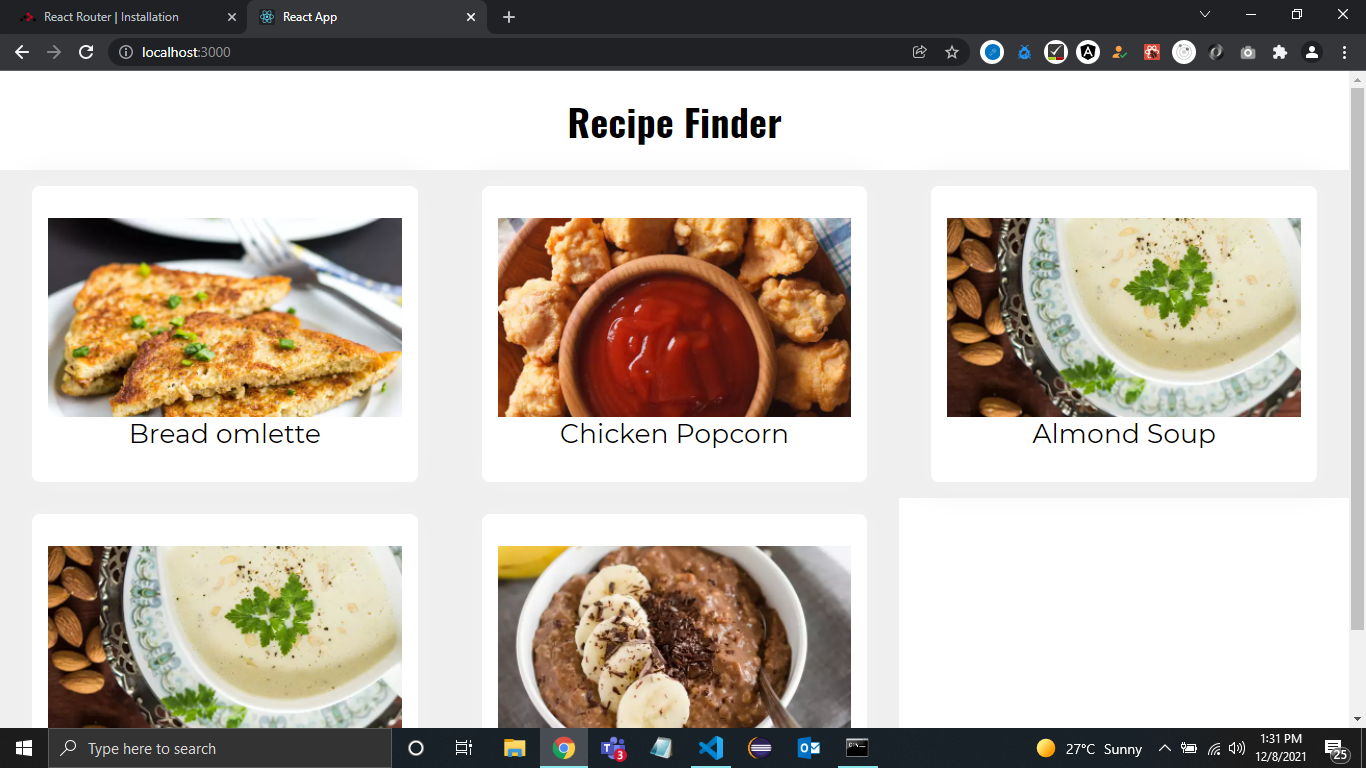 React Router | Installation
React App
localhost:3000
Recipe Finder
Bread omlette
Chicken Popcorn
Almond Soup
Type here to search
3
27°C Sunny
1:31 PM
12/8/2021
25